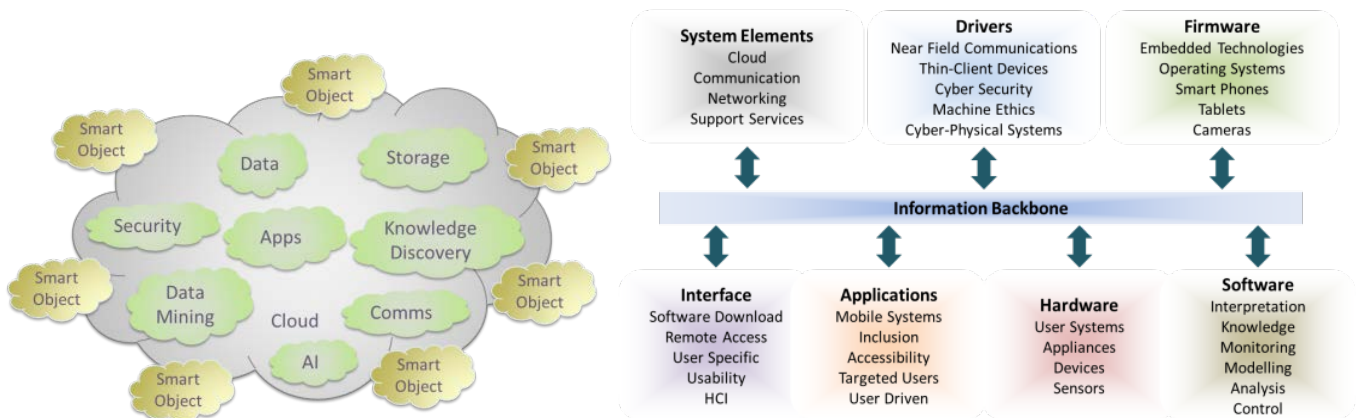 Smart
Object
Smart
Object
Smart
Object
Data
Storage
Security
Apps
Knowledge
Discovery
Smart
Object
Smart
Object
Data
Mining
Cloud
Comms
AI
Smart
Object
Smart
Object
System Elements
Cloud
Communication
Networking
Support Services
Drivers
Near Field Communications
Thin-Client Devices
Cyber Security
Machine Ethics
Cyber-Physical Systems
Firmware
Embedded Technologies
Operating Systems
Smart Phones
Tablets
Cameras
Information Backbone
Interface
Software Download
Remote Access
User Specific
Usability
HCI
Applications
Mobile Systems
Inclusion
Accessibility
Targeted Users
User Driven
Hardware
User Systems
Appliances
Devices
Sensors
Software
Interpretation
Knowledge
Monitoring
Modelling
Analysis
Control